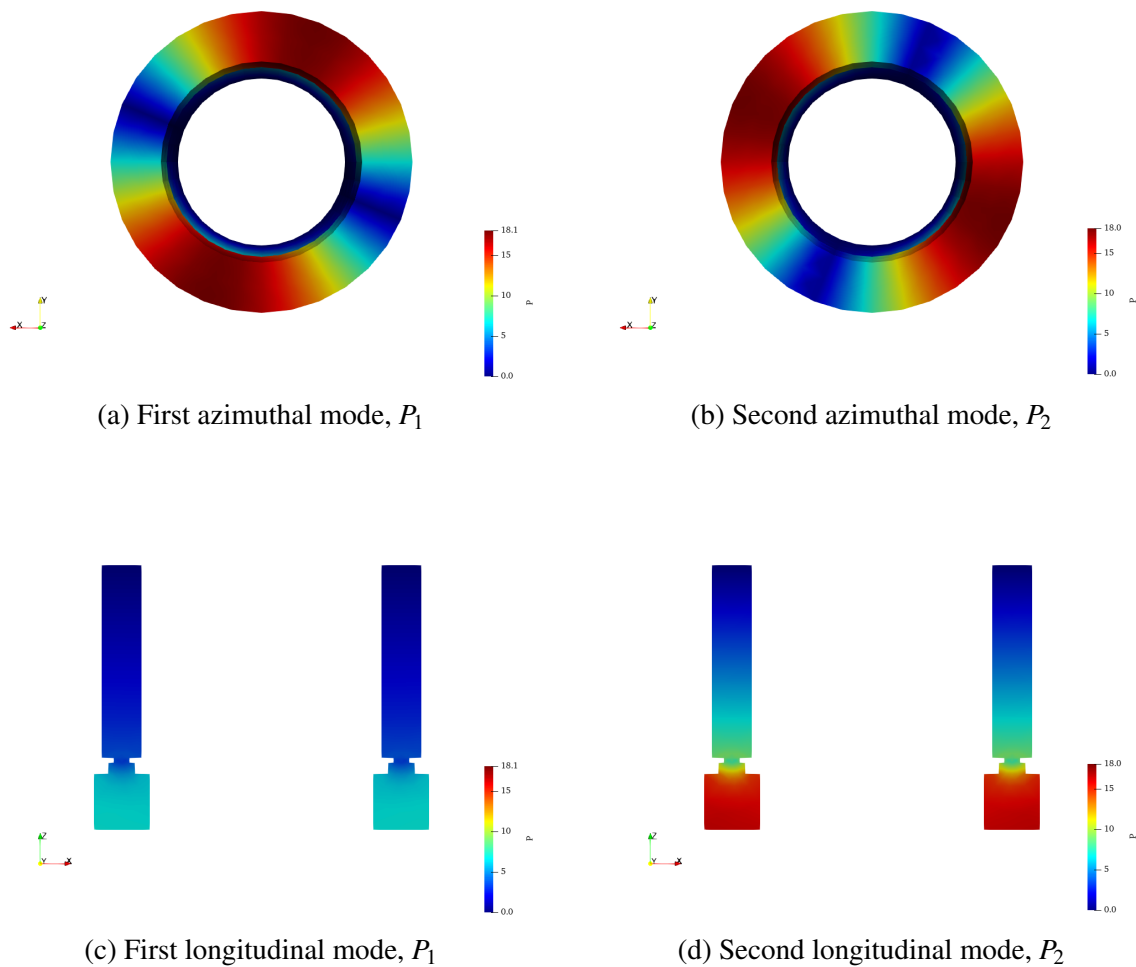 18.1
15
10
5
0.0
P
Y
X
Z
(a) First azimuthal mode, P₁
18.0
15
10
5
0.0
P
Y
X
Z
(b) Second azimuthal mode, P₂
18.1
15
10
5
0.0
P
Z
Y
X
(c) First longitudinal mode, P₁
18.0
15
10
5
0.0
P
Z
Y
X
(d) Second longitudinal mode, P₂